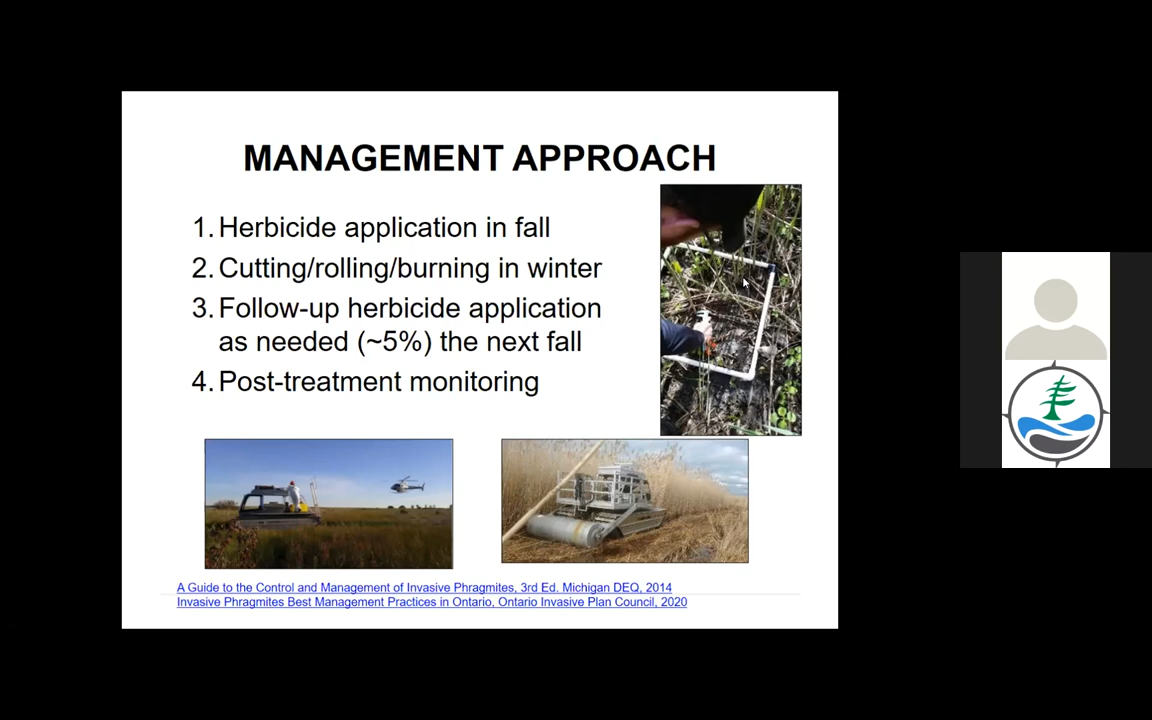 MANAGEMENT APPROACH
1. Herbicide application in fall
2. Cutting/rolling/burning in winter
3. Follow-up herbicide application
as needed (~5%) the next fall
4. Post-treatment monitoring
A Guide to the Control and Management of Invasive Phragmites, 3rd Ed. Michigan DEQ, 2014
Invasive Phragmites Best Management Practices in Ontario, Ontario Invasive Plan Council, 2020